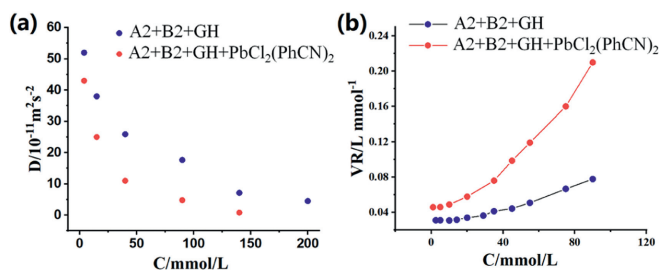 (a)
A2+B2+GH
A2+B2+GH+PbCl2(PhCN)2
D/10-11m2s-2
60
50
40
30
20
10
0
0
50
100
150
200
C/mmol/L
(b)
A2+B2+GH
A2+B2+GH+PbCl2(PhCN)2
VR/L mmol-1
0.24
0.20
0.16
0.12
0.08
0.04
0
40
80
120
C/mmol/L